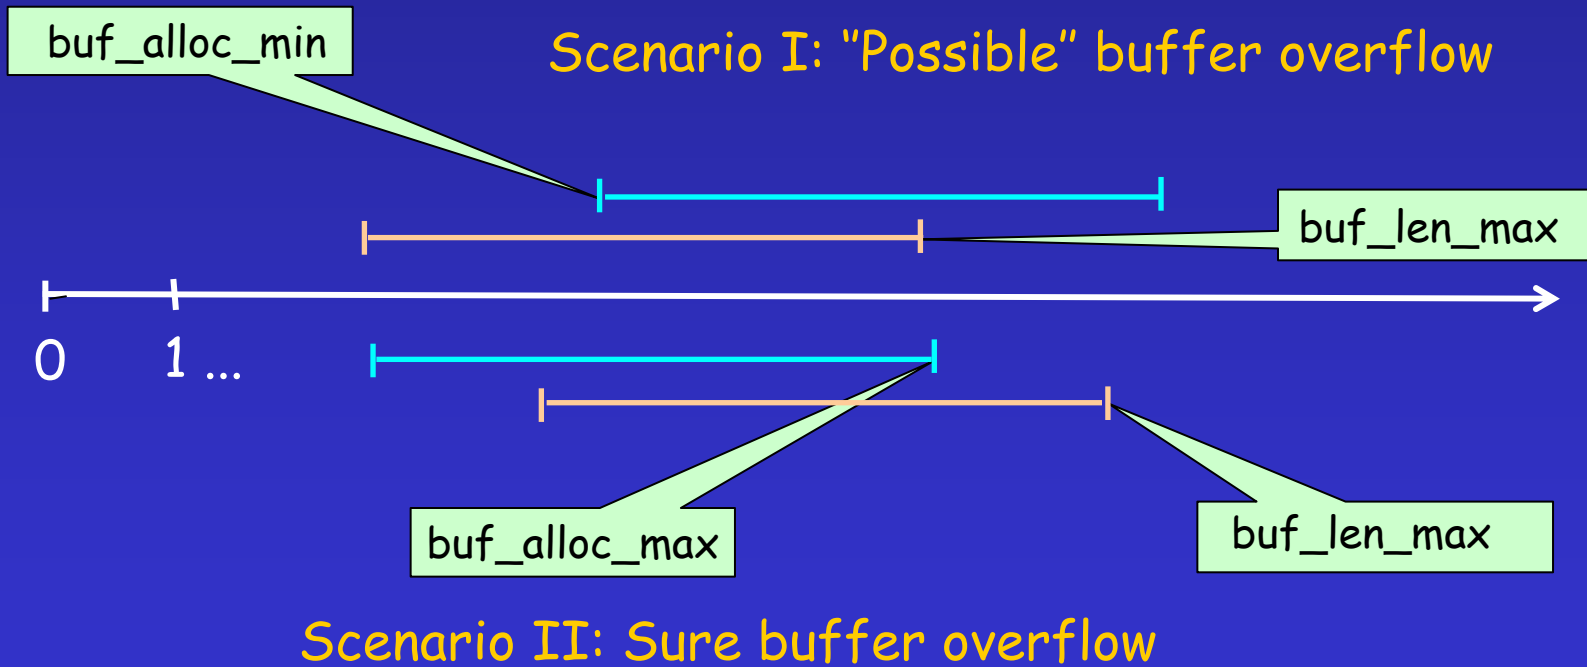 buf_alloc_min
Scenario I: “Possible” buffer overflow
buf_len_max
0 1 ...
buf_alloc_max
buf_len_max
Scenario II: Sure buffer overflow